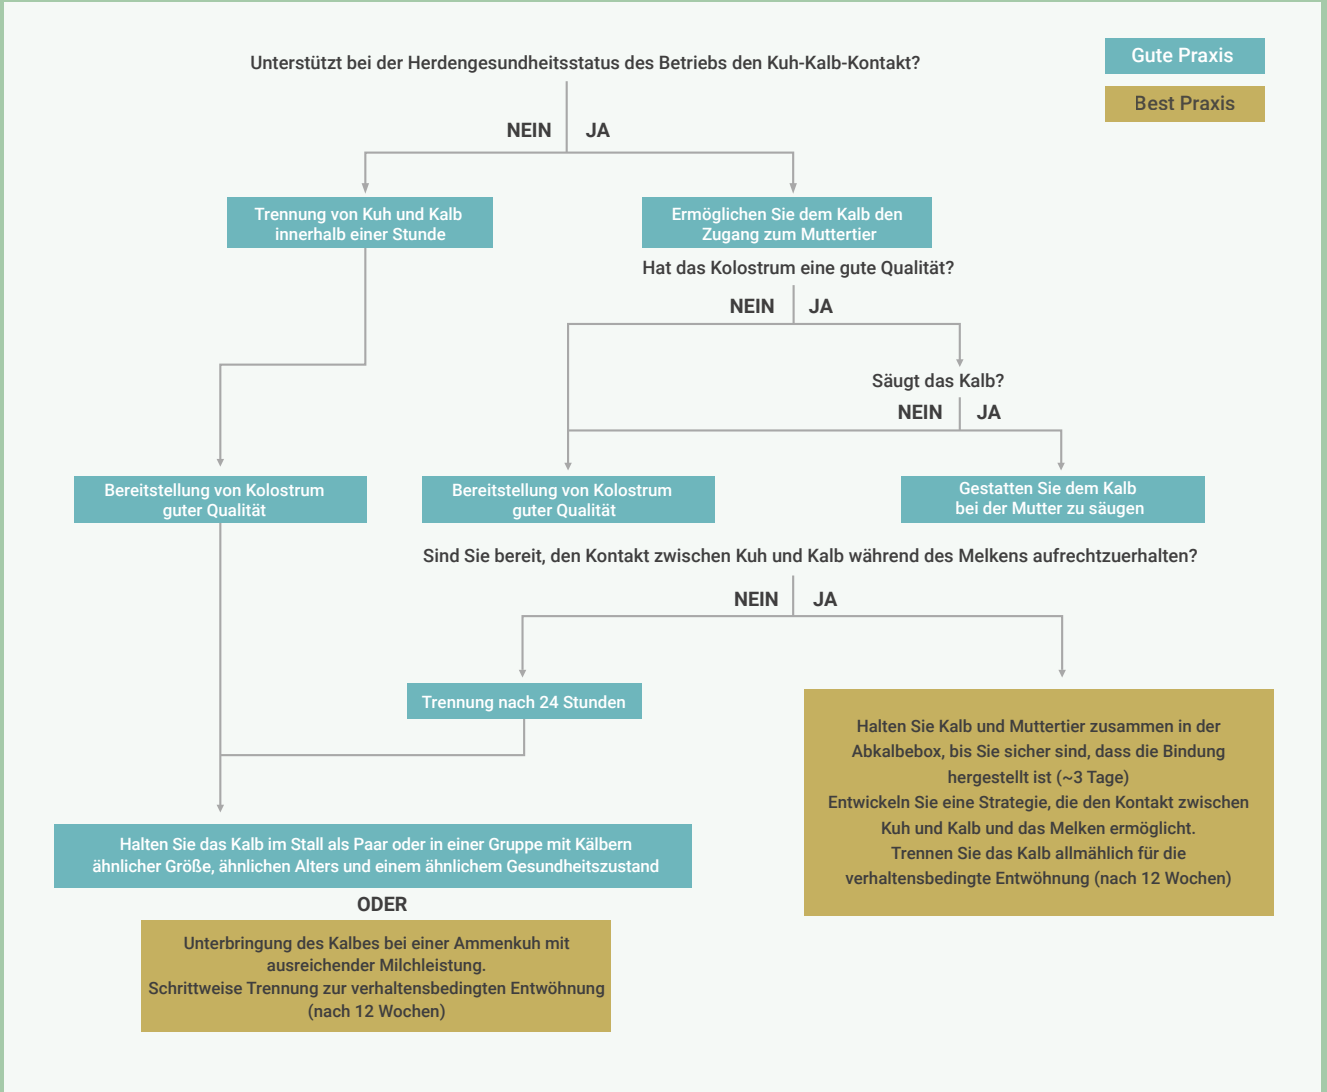 Unterstützt bei der Herdengesundheitsstatus des Betriebs den Kuh-Kalb-Kontakt?
Gute Praxis
Best Praxis
NEIN JA
Trennung von Kuh und Kalb
innerhalb einer Stunde
Ermöglichen Sie dem Kalb den
Zugang zum Muttertier
Hat das Kolostrum eine gute Qualität?
NEIN JA
Säugt das Kalb?
NEIN JA
Bereitstellung von Kolostrum
guter Qualität
Bereitstellung von Kolostrum
guter Qualität
Gestatten Sie dem Kalb
bei der Mutter zu säugen
Sind Sie bereit, den Kontakt zwischen Kuh und Kalb während des Melkens aufrechtzuerhalten?
NEIN JA
Trennung nach 24 Stunden
Halten Sie Kalb und Muttertier zusammen in der
Abkalbebox, bis Sie sicher sind, dass die Bindung
hergestellt ist (~3 Tage)
Entwickeln Sie eine Strategie, die den Kontakt zwischen
Kuh und Kalb und das Melken ermöglicht.
Trennen Sie das Kalb allmählich für die
verhaltensbedingte Entwöhnung (nach 12 Wochen)
Halten Sie das Kalb im Stall als Paar oder in einer Gruppe mit Kälbern
ähnlicher Größe, ähnlichen Alters und einem ähnlichem Gesundheitszustand
ODER
Unterbringung des Kalbes bei einer Ammenkuh mit
ausreichender Milchleistung.
Schrittweise Trennung zur verhaltensbedingten Entwöhnung
(nach 12 Wochen)